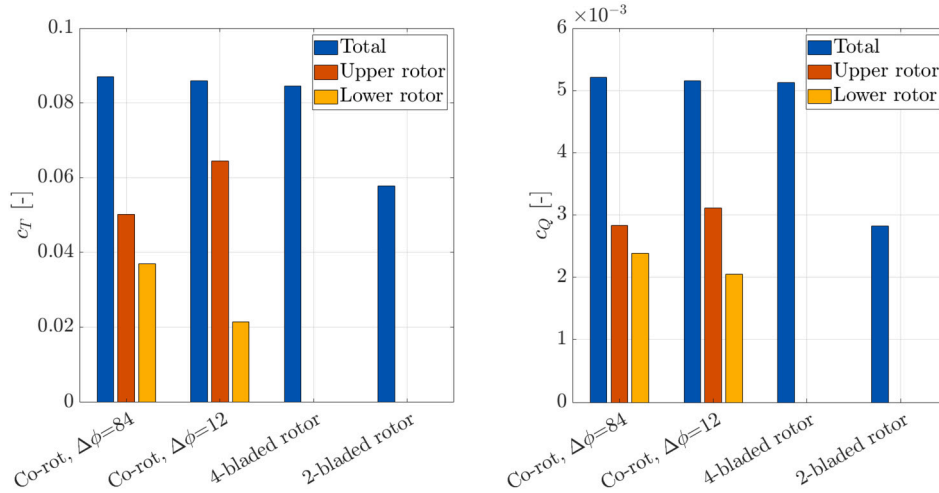 0.1
0.08
0.06
0.04
0.02
0
c_T [-]
Total
Upper rotor
Lower rotor
Co-rot, Δϕ=84
Co-rot, Δϕ=12
4-bladed rotor
2-bladed rotor
×10⁻³
6
5
4
3
2
1
0
c_Q [-]
Total
Upper rotor
Lower rotor
Co-rot, Δϕ=84
Co-rot, Δϕ=12
4-bladed rotor
2-bladed rotor